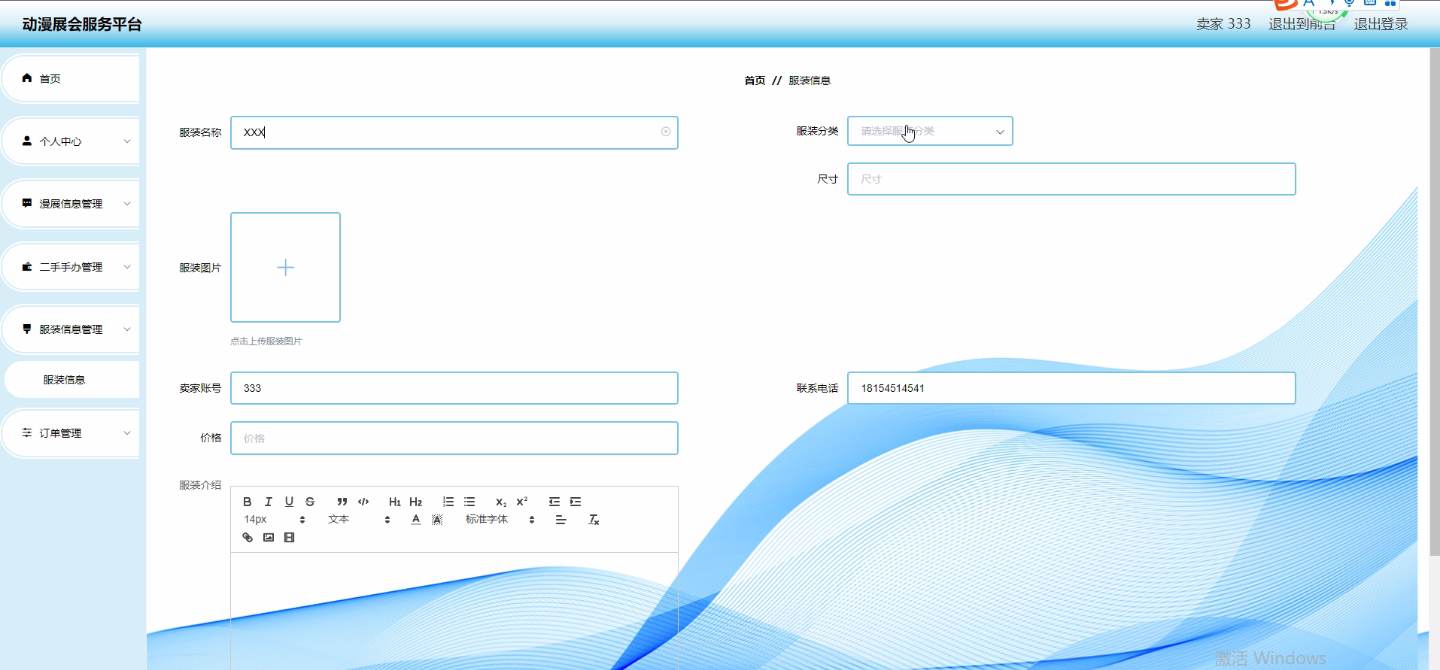 动漫展会服务平台
卖家 333 退出到前台 退出登录
首页
个人中心
漫展信息管理
二手手办管理
服装信息管理
服装信息
订单管理
首页 // 服装信息
服装名称 XXX 服装分类 请选择服装分类
尺寸 尺寸
服装图片
点击上传服装图片
卖家账号 333 联系电话 18154514541
价格 价格
服装介绍
B I U S H1 H2 X2 X²
14px 文本 A A 标准字体 Tx
激活 Windows